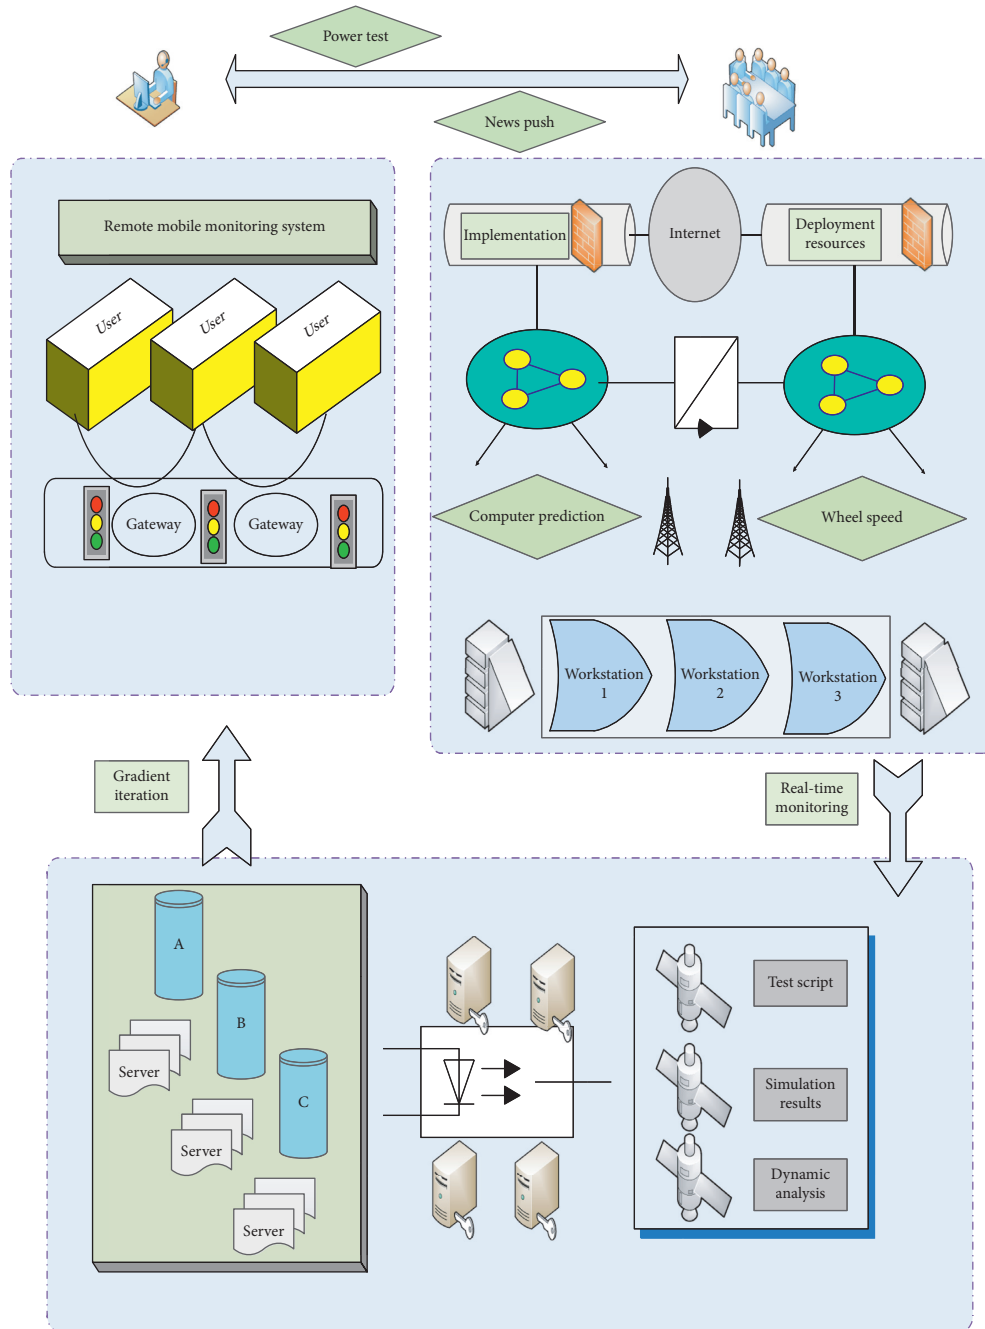 Power test
News push
Remote mobile monitoring system
User
User
User
Gateway
Gateway
Implementation
Internet
Deployment
resources
Computer prediction
Wheel speed
Workstation
1
Workstation
2
Workstation
3
Gradient
iteration
Real-time
monitoring
A
B
C
Server
Server
Server
Test script
Simulation
results
Dynamic
analysis